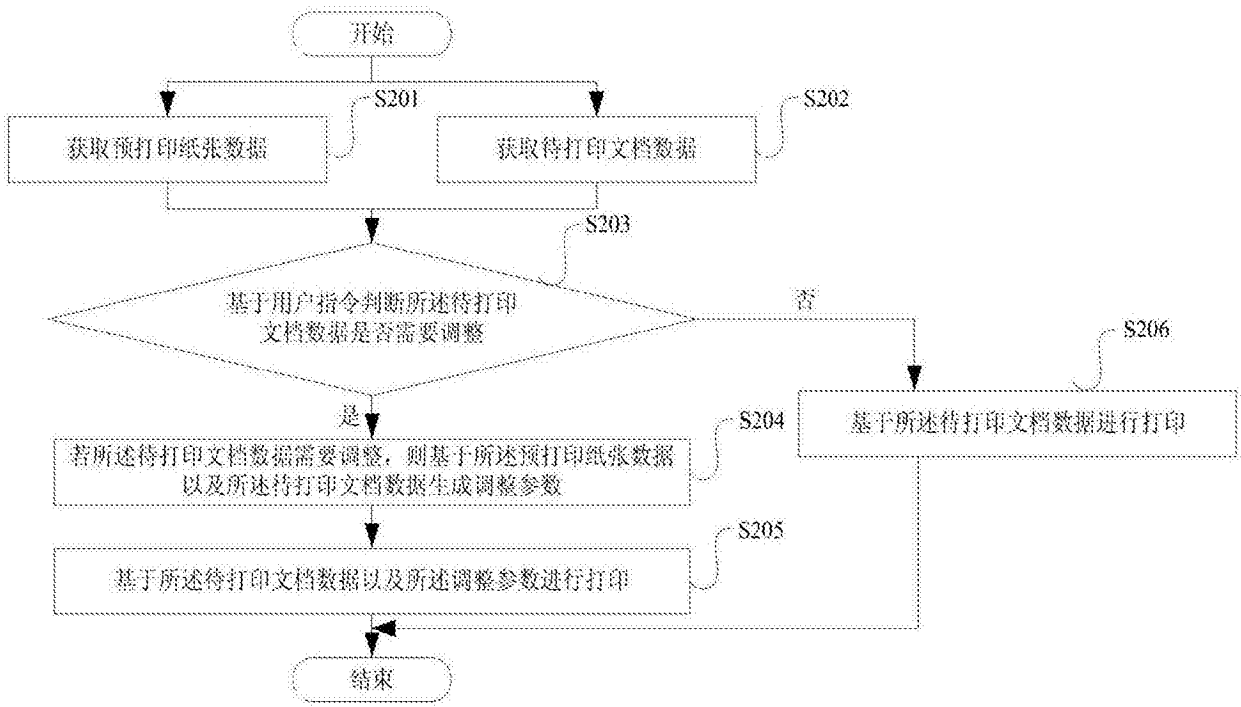 开始
S201
S202
获取预打印纸张数据
获取待打印文档数据
S203
基于用户指令判断所述待打印
文档数据是否需要调整
否
S206
基于所述待打印文档数据进行打印
是
S204
若所述待打印文档数据需要调整，则基于所述预打印纸张数据
以及所述待打印文档数据生成调整参数
S205
基于所述待打印文档数据以及所述调整参数进行打印
结束